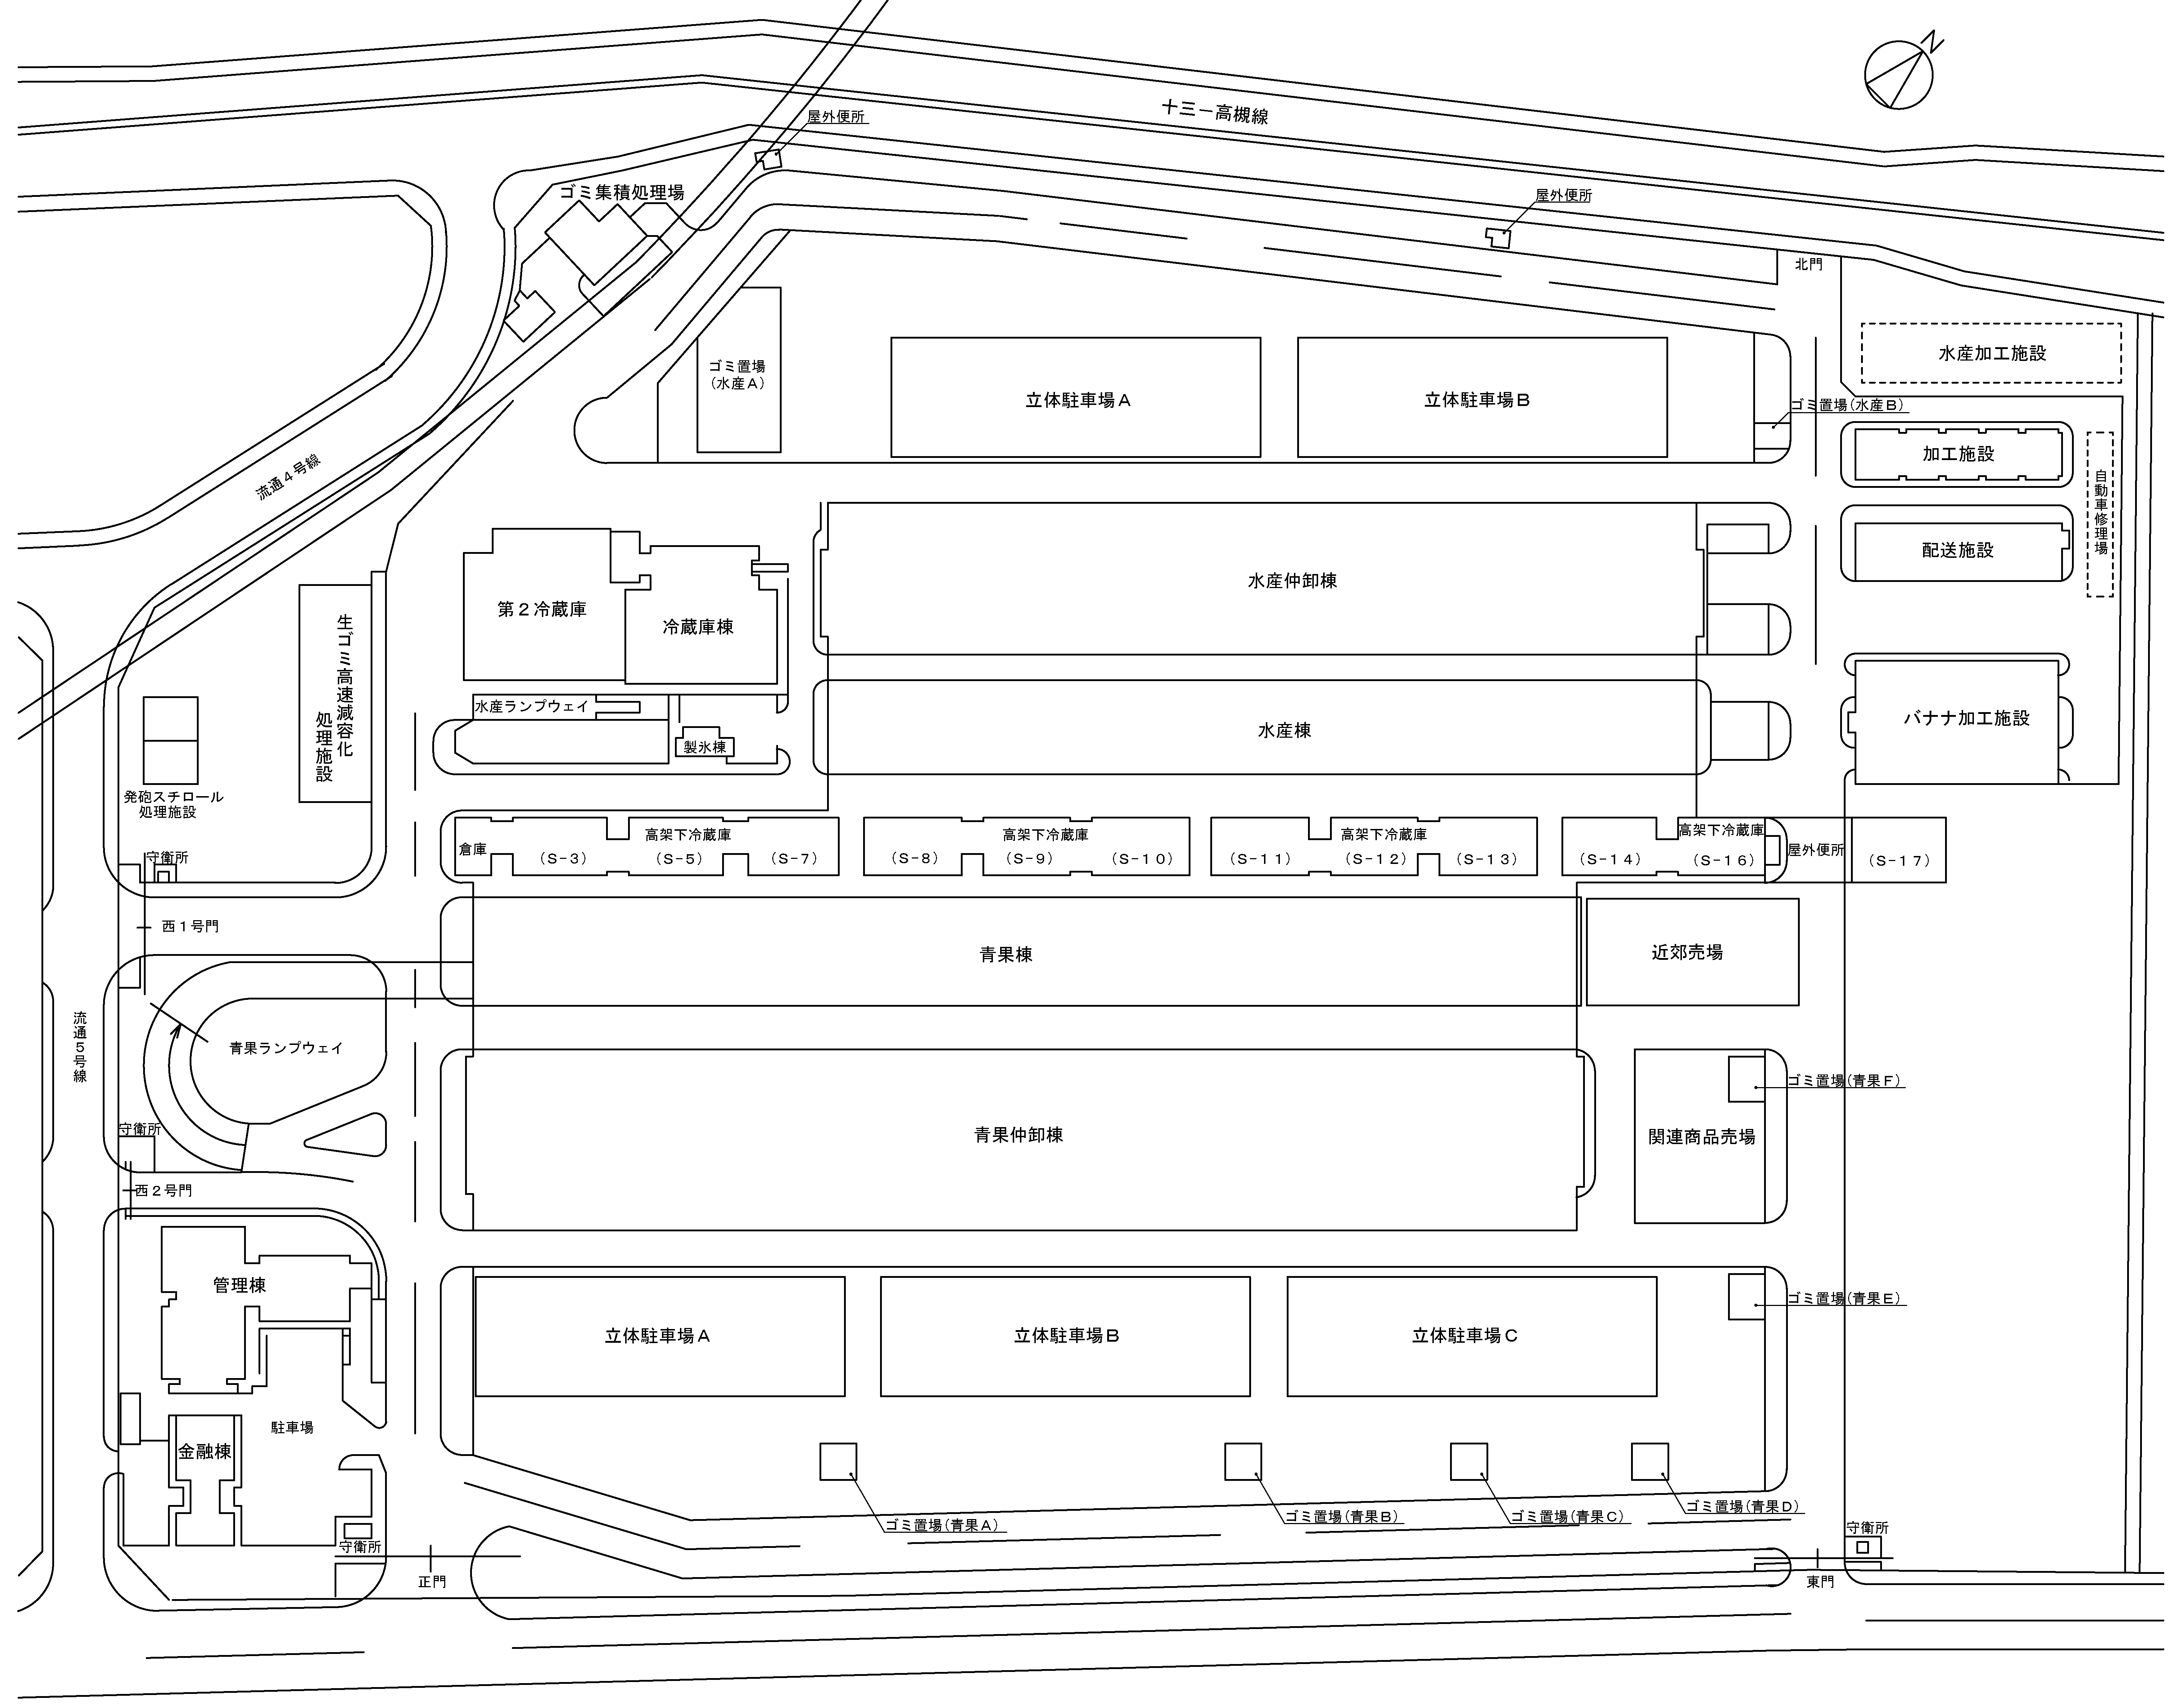 N
十三－高槻線
屋外便所
ゴミ集積処理場
屋外便所
北門
水産加工施設
ゴミ置場
(水産Ａ)
立体駐車場Ａ
立体駐車場Ｂ
ゴミ置場(水産Ｂ)
加工施設
自動車修理場
流通４号線
配送施設
水産仲卸棟
第２冷蔵庫
冷蔵庫棟
生ゴミ高速減容化
処理施設
水産ランプウェイ
製氷棟
水産棟
バナナ加工施設
発砲スチロール
処理施設
倉庫
高架下冷蔵庫
(Ｓ-３)
(Ｓ-５)
(Ｓ-７)
高架下冷蔵庫
(Ｓ-８)
(Ｓ-９)
(Ｓ-１０)
高架下冷蔵庫
(Ｓ-１１)
(Ｓ-１２)
(Ｓ-１３)
高架下冷蔵庫
(Ｓ-１４)
(Ｓ-１６)
屋外便所
(Ｓ-１７)
守衛所
西１号門
青果棟
近郊売場
流通５号線
青果ランプウェイ
ゴミ置場(青果Ｆ)
守衛所
青果仲卸棟
関連商品売場
西２号門
管理棟
ゴミ置場(青果Ｅ)
立体駐車場Ａ
立体駐車場Ｂ
立体駐車場Ｃ
駐車場
金融棟
ゴミ置場(青果Ａ)
ゴミ置場(青果Ｂ)
ゴミ置場(青果Ｃ)
ゴミ置場(青果Ｄ)
守衛所
守衛所
正門
東門